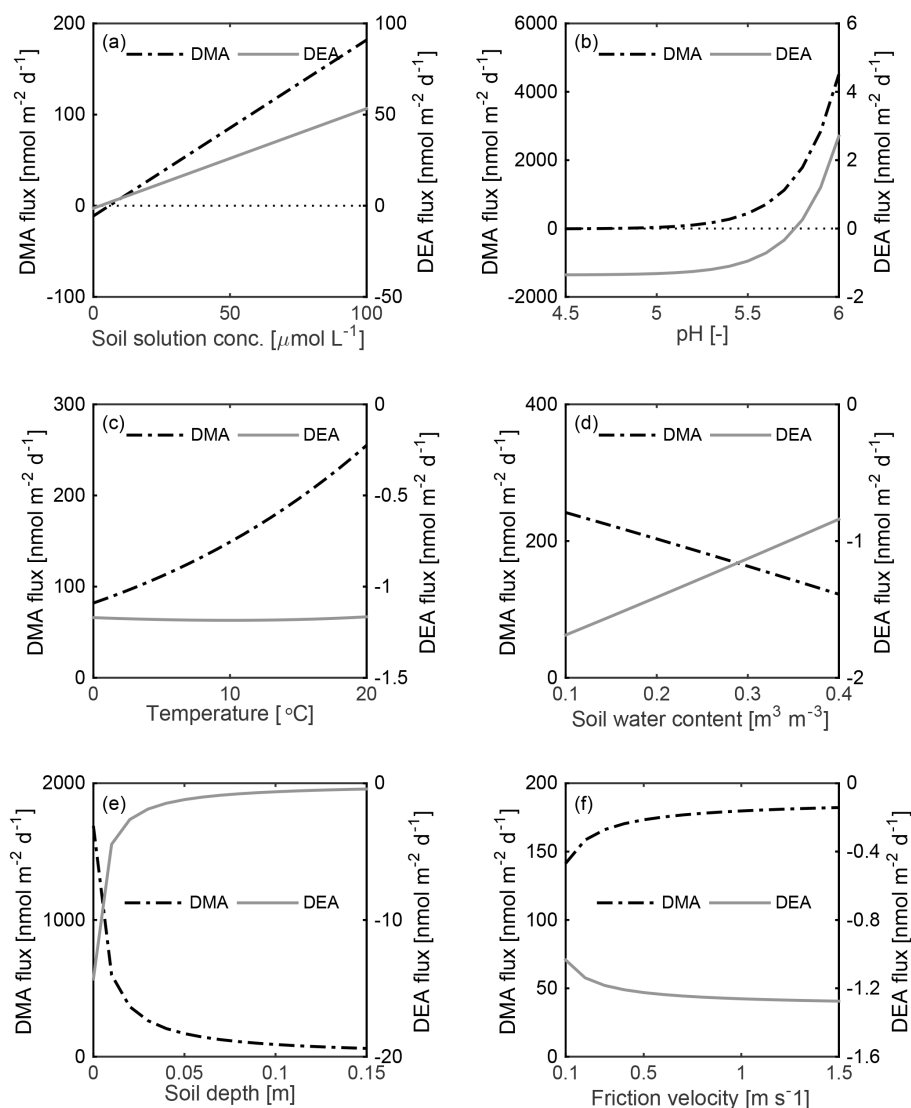 (a)
DMA DEA
200
100
0
-100
DMA flux [nmol m-2 d-1]
100
50
0
-50
DEA flux [nmol m-2 d-1]
0 50 100
Soil solution conc. [μmol L-1]
(b)
DMA DEA
6000
4000
2000
0
-2000
DMA flux [nmol m-2 d-1]
6
4
2
0
-2
DEA flux [nmol m-2 d-1]
4.5 5 5.5 6
pH [-]
(c)
DMA DEA
300
200
100
0
DMA flux [nmol m-2 d-1]
0
-0.5
-1
-1.5
DEA flux [nmol m-2 d-1]
0 10 20
Temperature [ oC]
(d)
DMA DEA
400
200
0
DMA flux [nmol m-2 d-1]
0
-1
-2
DEA flux [nmol m-2 d-1]
0.1 0.2 0.3 0.4
Soil water content [m3 m-3]
(e)
DMA DEA
2000
1000
0
DMA flux [nmol m-2 d-1]
0
-10
-20
DEA flux [nmol m-2 d-1]
0 0.05 0.1 0.15
Soil depth [m]
(f)
DMA DEA
200
150
100
50
0
DMA flux [nmol m-2 d-1]
0
-0.4
-0.8
-1.2
-1.6
DEA flux [nmol m-2 d-1]
0.1 0.5 1 1.5
Friction velocity [m s-1]